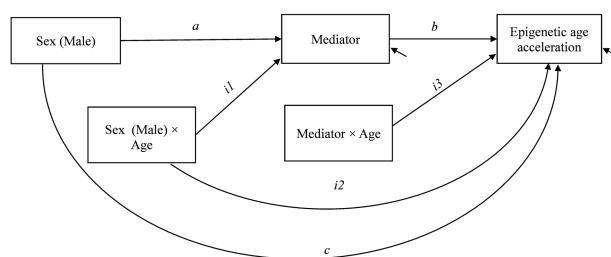 Sex (Male)
a
Mediator
b
Epigenetic age
acceleration
i1
i3
Sex (Male) ×
Age
Mediator × Age
i2
c